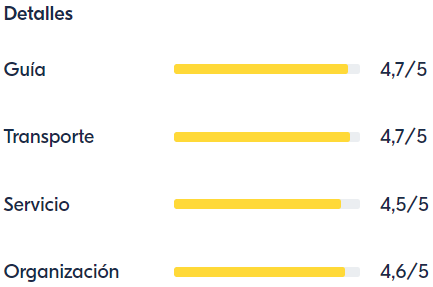 Detalles
Guía 4,7/5
Transporte 4,7/5
Servicio 4,5/5
Organización 4,6/5